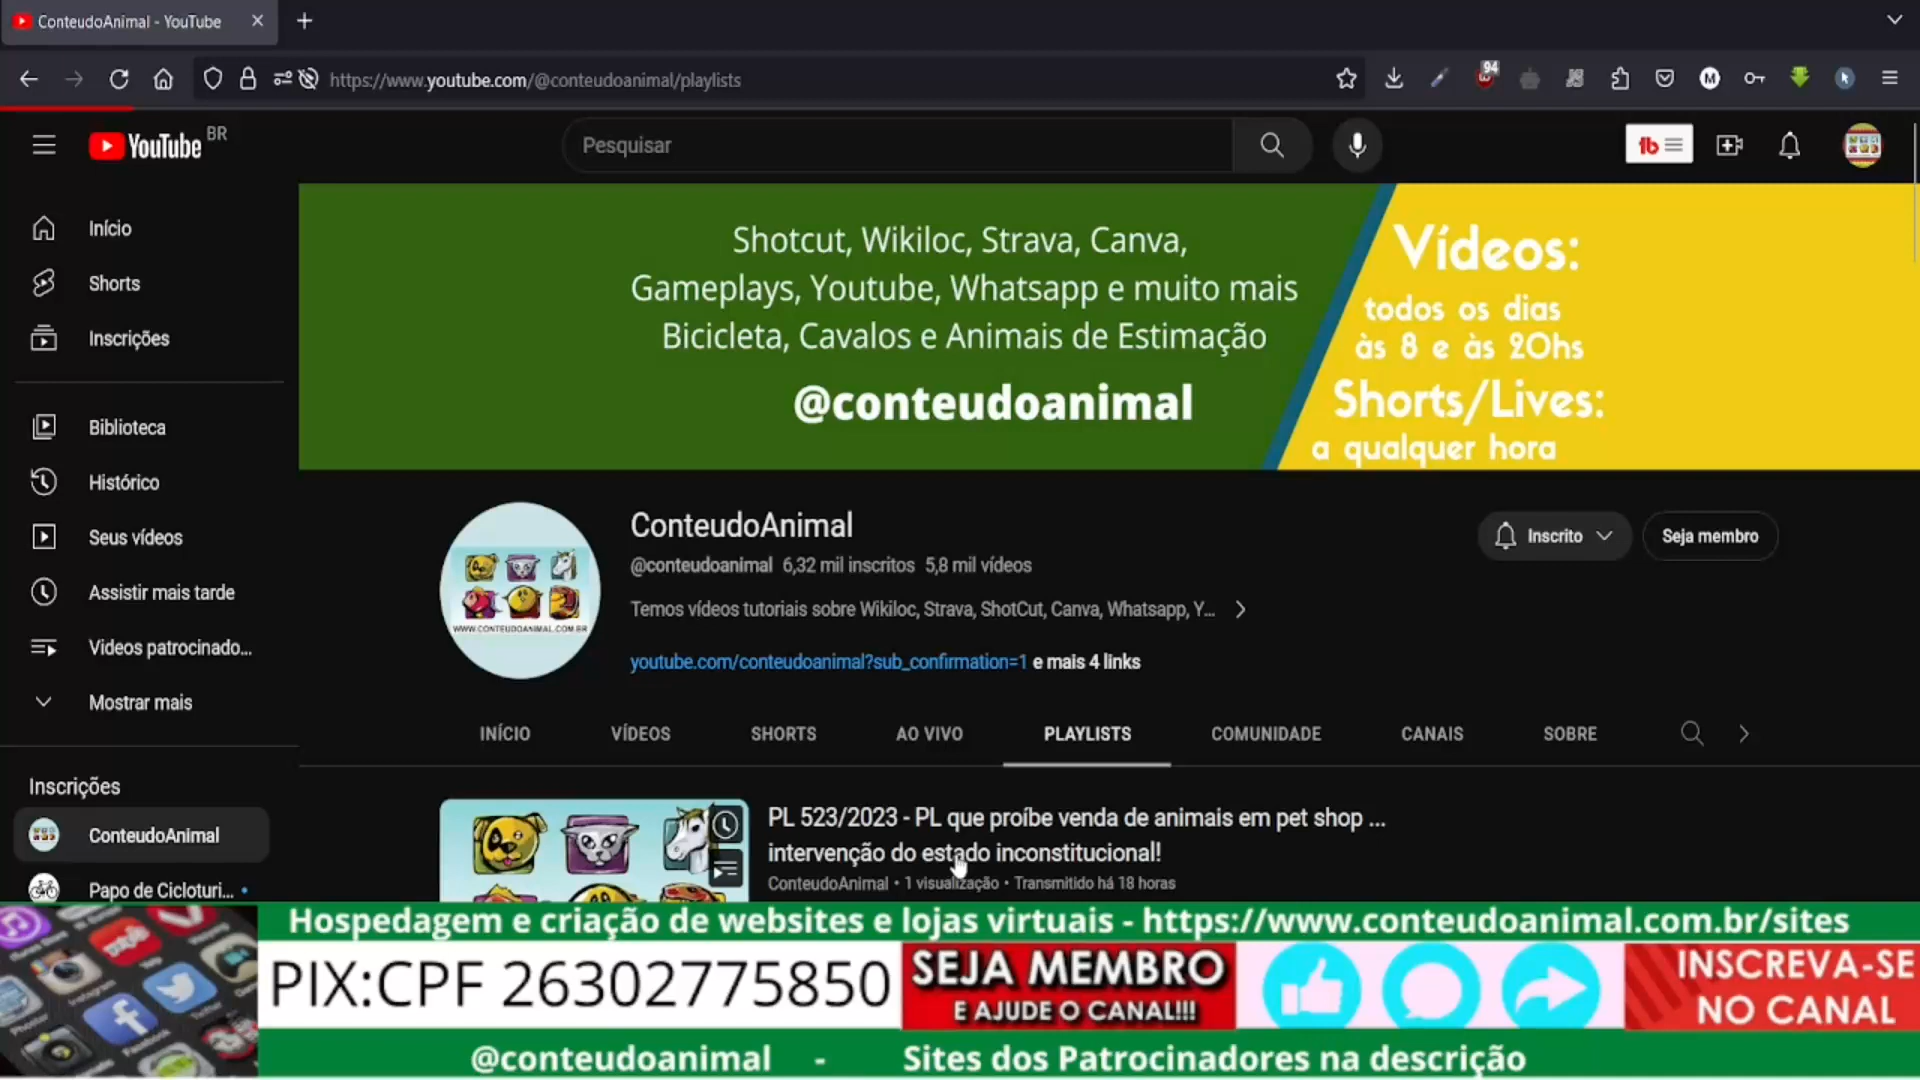 ConteudoAnimal - YouTube
https://www.youtube.com/@conteudoanimal/playlists
94
M
YouTube BR
Pesquisar
tb
Início
Shorts
Inscrições
Biblioteca
Histórico
Seus vídeos
Assistir mais tarde
Videos patrocinado...
Mostrar mais
Inscrições
ConteudoAnimal
Papo de Cicloturi...
Shotcut, Wikiloc, Strava, Canva,
Gameplays, Youtube, Whatsapp e muito mais
Bicicleta, Cavalos e Animais de Estimação
@conteudoanimal
Vídeos:
todos os dias
às 8 e às 20hs
Shorts/Lives:
a qualquer hora
WWW.CONTEUDOANIMAL.COM.BR
ConteudoAnimal
@conteudoanimal 6,32 mil inscritos 5,8 mil vídeos
Temos vídeos tutoriais sobre Wikiloc, Strava, ShotCut, Canva, Whatsapp, Y...
youtube.com/conteudoanimal?sub_confirmation=1 e mais 4 links
Inscrito
Seja membro
INÍCIO VÍDEOS SHORTS AO VIVO PLAYLISTS COMUNIDADE CANAIS SOBRE
PL 523/2023 - PL que proíbe venda de animais em pet shop ...
intervenção do estado inconstitucional!
ConteudoAnimal • 1 visualização • Transmitido há 18 horas
Hospedagem e criação de websites e lojas virtuais - https://www.conteudoanimal.com.br/sites
PIX:CPF 26302775850
SEJA MEMBRO
E AJUDE O CANAL!!!
INSCREVA-SE
NO CANAL
@conteudoanimal - Sites dos Patrocinadores na descrição